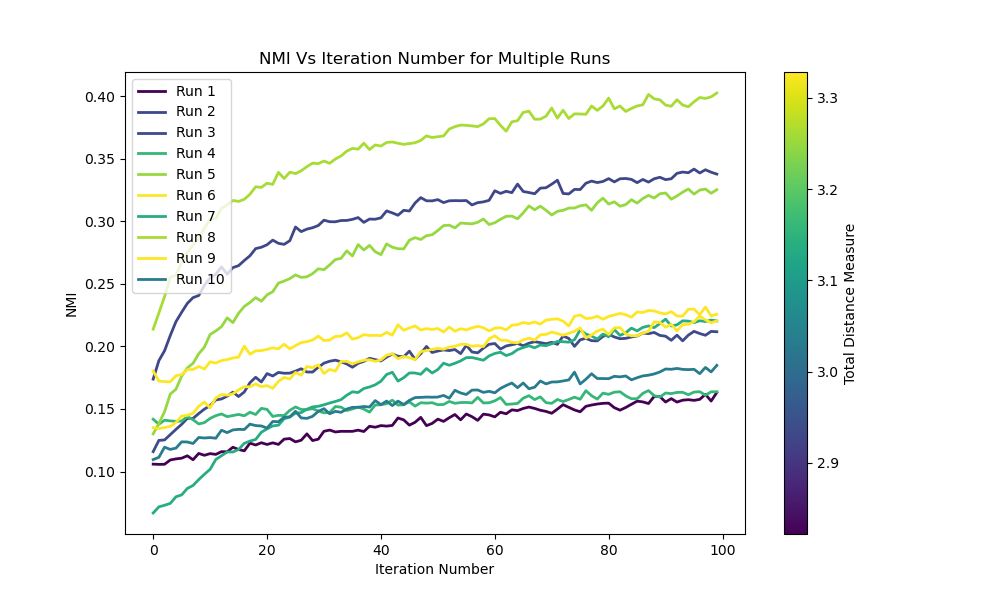 NMI Vs Iteration Number for Multiple Runs
NMI
0.40
0.35
0.30
0.25
0.20
0.15
0.10
Run 1
Run 2
Run 3
Run 4
Run 5
Run 6
Run 7
Run 8
Run 9
Run 10
0 20 40 60 80 100
Iteration Number
3.3
3.2
3.1
3.0
2.9
Total Distance Measure